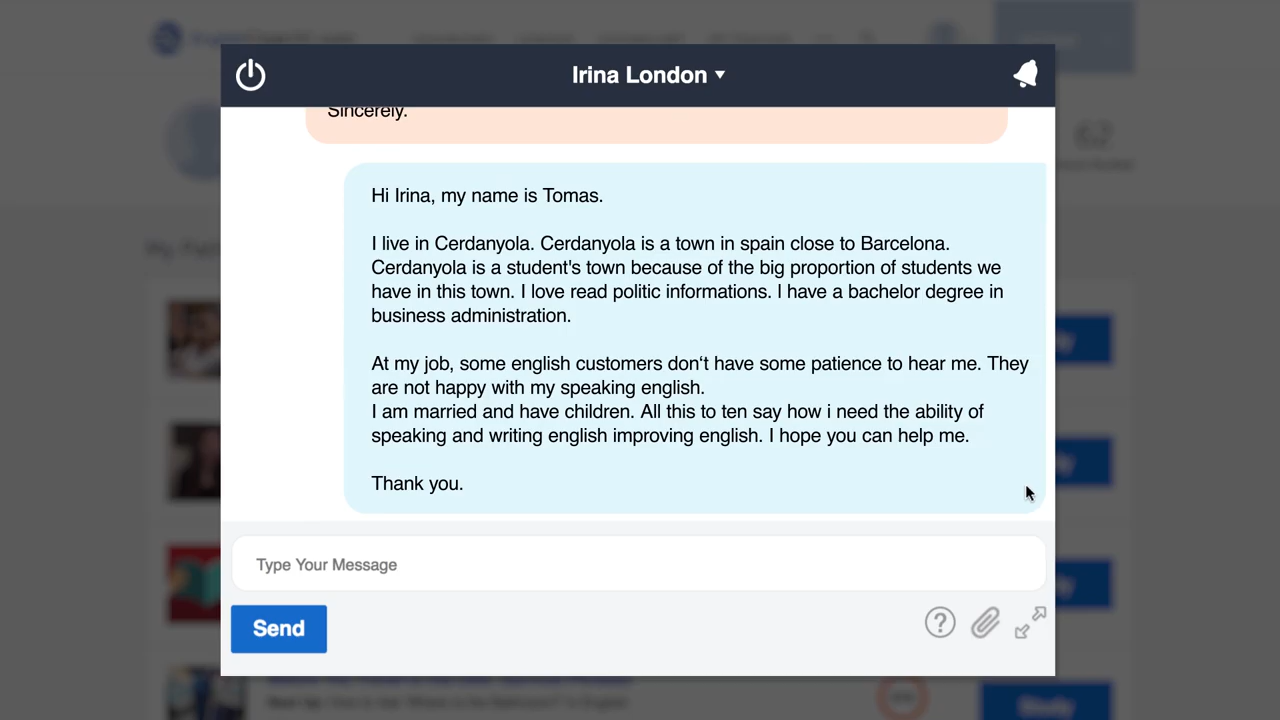 Irina London
Sincerely.
Hi Irina, my name is Tomas.
I live in Cerdanyola. Cerdanyola is a town in spain close to Barcelona.
Cerdanyola is a student's town because of the big proportion of students we
have in this town. I love read politic informations. I have a bachelor degree in
business administration.
At my job, some english customers don‘t have some patience to hear me. They
are not happy with my speaking english.
I am married and have children. All this to ten say how i need the ability of
speaking and writing english improving english. I hope you can help me.
Thank you.
Type Your Message
Send